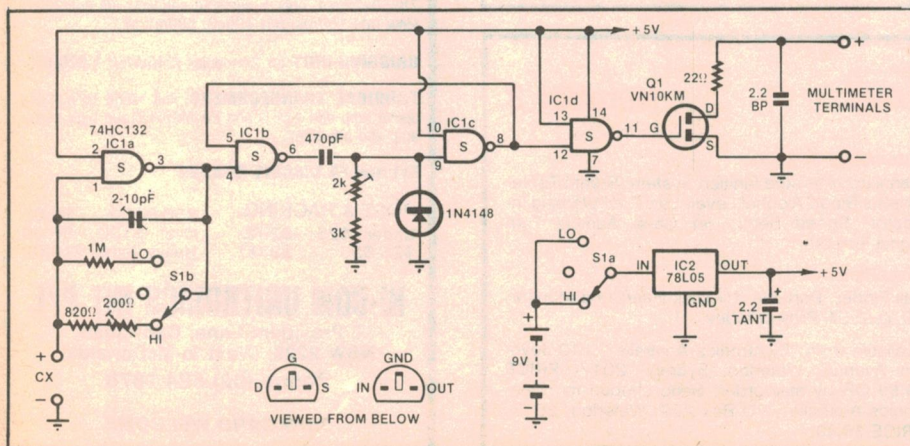 +5V
Q1
VN10KM
22Ω
D
G
S
2.2
BP
+
MULTIMETER
TERMINALS
–
74HC132
IC1a
2
3
1
S
IC1b
5
6
4
S
470pF
IC1c
10
8
9
S
IC1d
13
14
11
12
7
S
2-10pF
1M
LO
S1b
820Ω
200Ω
HI
+
CX
–
2k
3k
1N4148
LO
S1a
HI
IN
IC2
78L05
OUT
GND
+5V
+
2.2
TANT
–
+
9V
–
G
D
S
GND
IN
OUT
VIEWED FROM BELOW